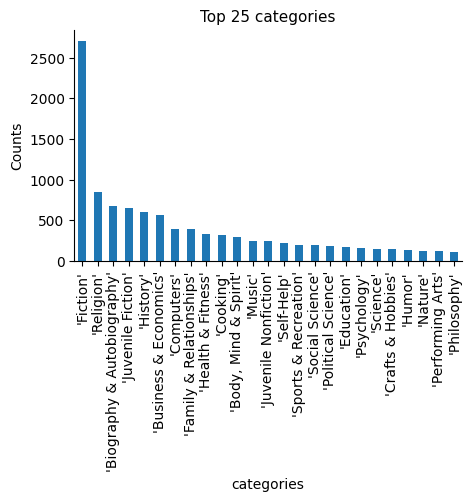 Top 25 categories
2500
2000
1500
1000
500
0
Counts
'Fiction'
'Religion'
'Biography & Autobiography'
'Juvenile Fiction'
'History'
'Business & Economics'
'Computers'
'Family & Relationships'
'Health & Fitness'
'Cooking'
'Body, Mind & Spirit'
'Music'
'Juvenile Nonfiction'
'Self-Help'
'Sports & Recreation'
'Social Science'
'Political Science'
'Education'
'Psychology'
'Science'
'Crafts & Hobbies'
'Humor'
'Nature'
'Performing Arts'
'Philosophy'
categories